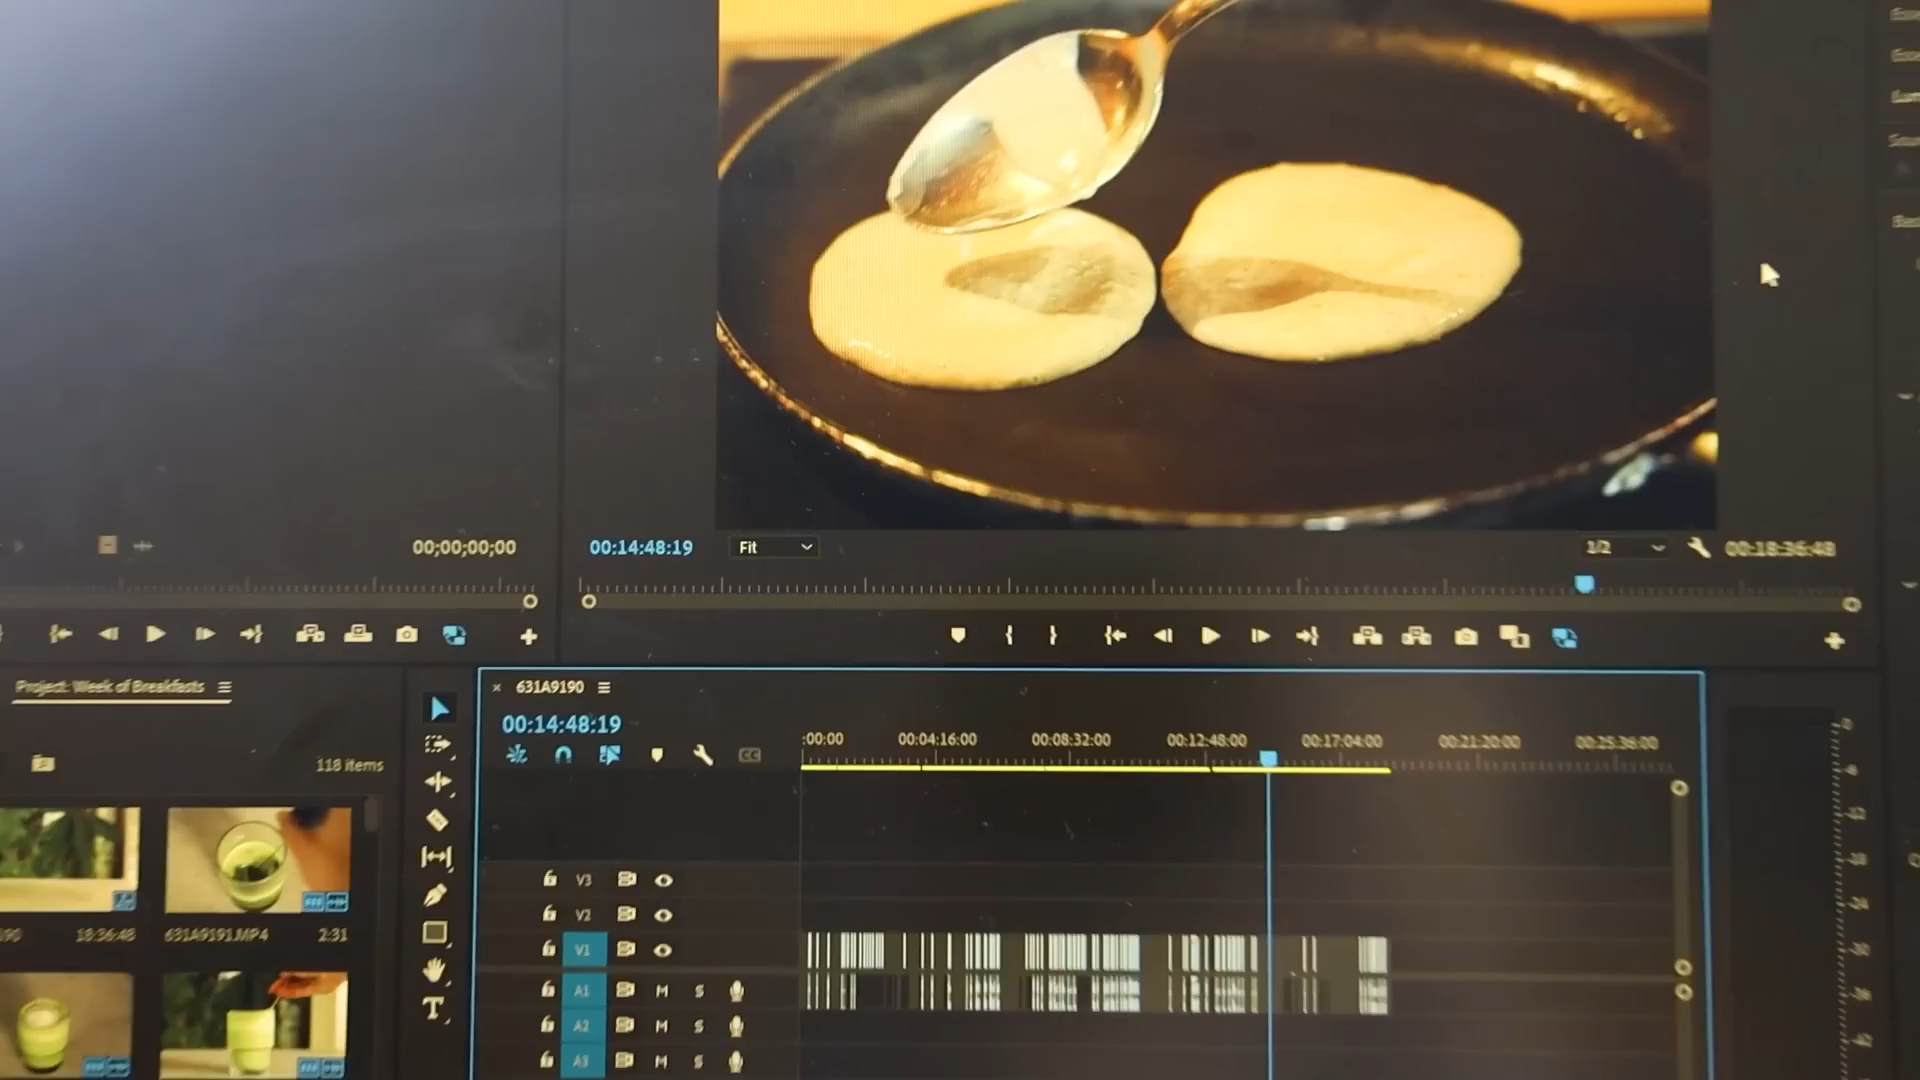 00;00;00;00
00:14:48:19
Fit
1/2
00:18:36:48
Project: Week of Breakfasts
118 items
18:36:48
631A9191.MP4
2:31
631A9190
00:14:48:19
:00:00
00:04:16:00
00:08:32:00
00:12:48:00
00:17:04:00
00:21:20:00
00:25:36:00
V3
V2
V1
A1 M S
A2 M S
A3 M S